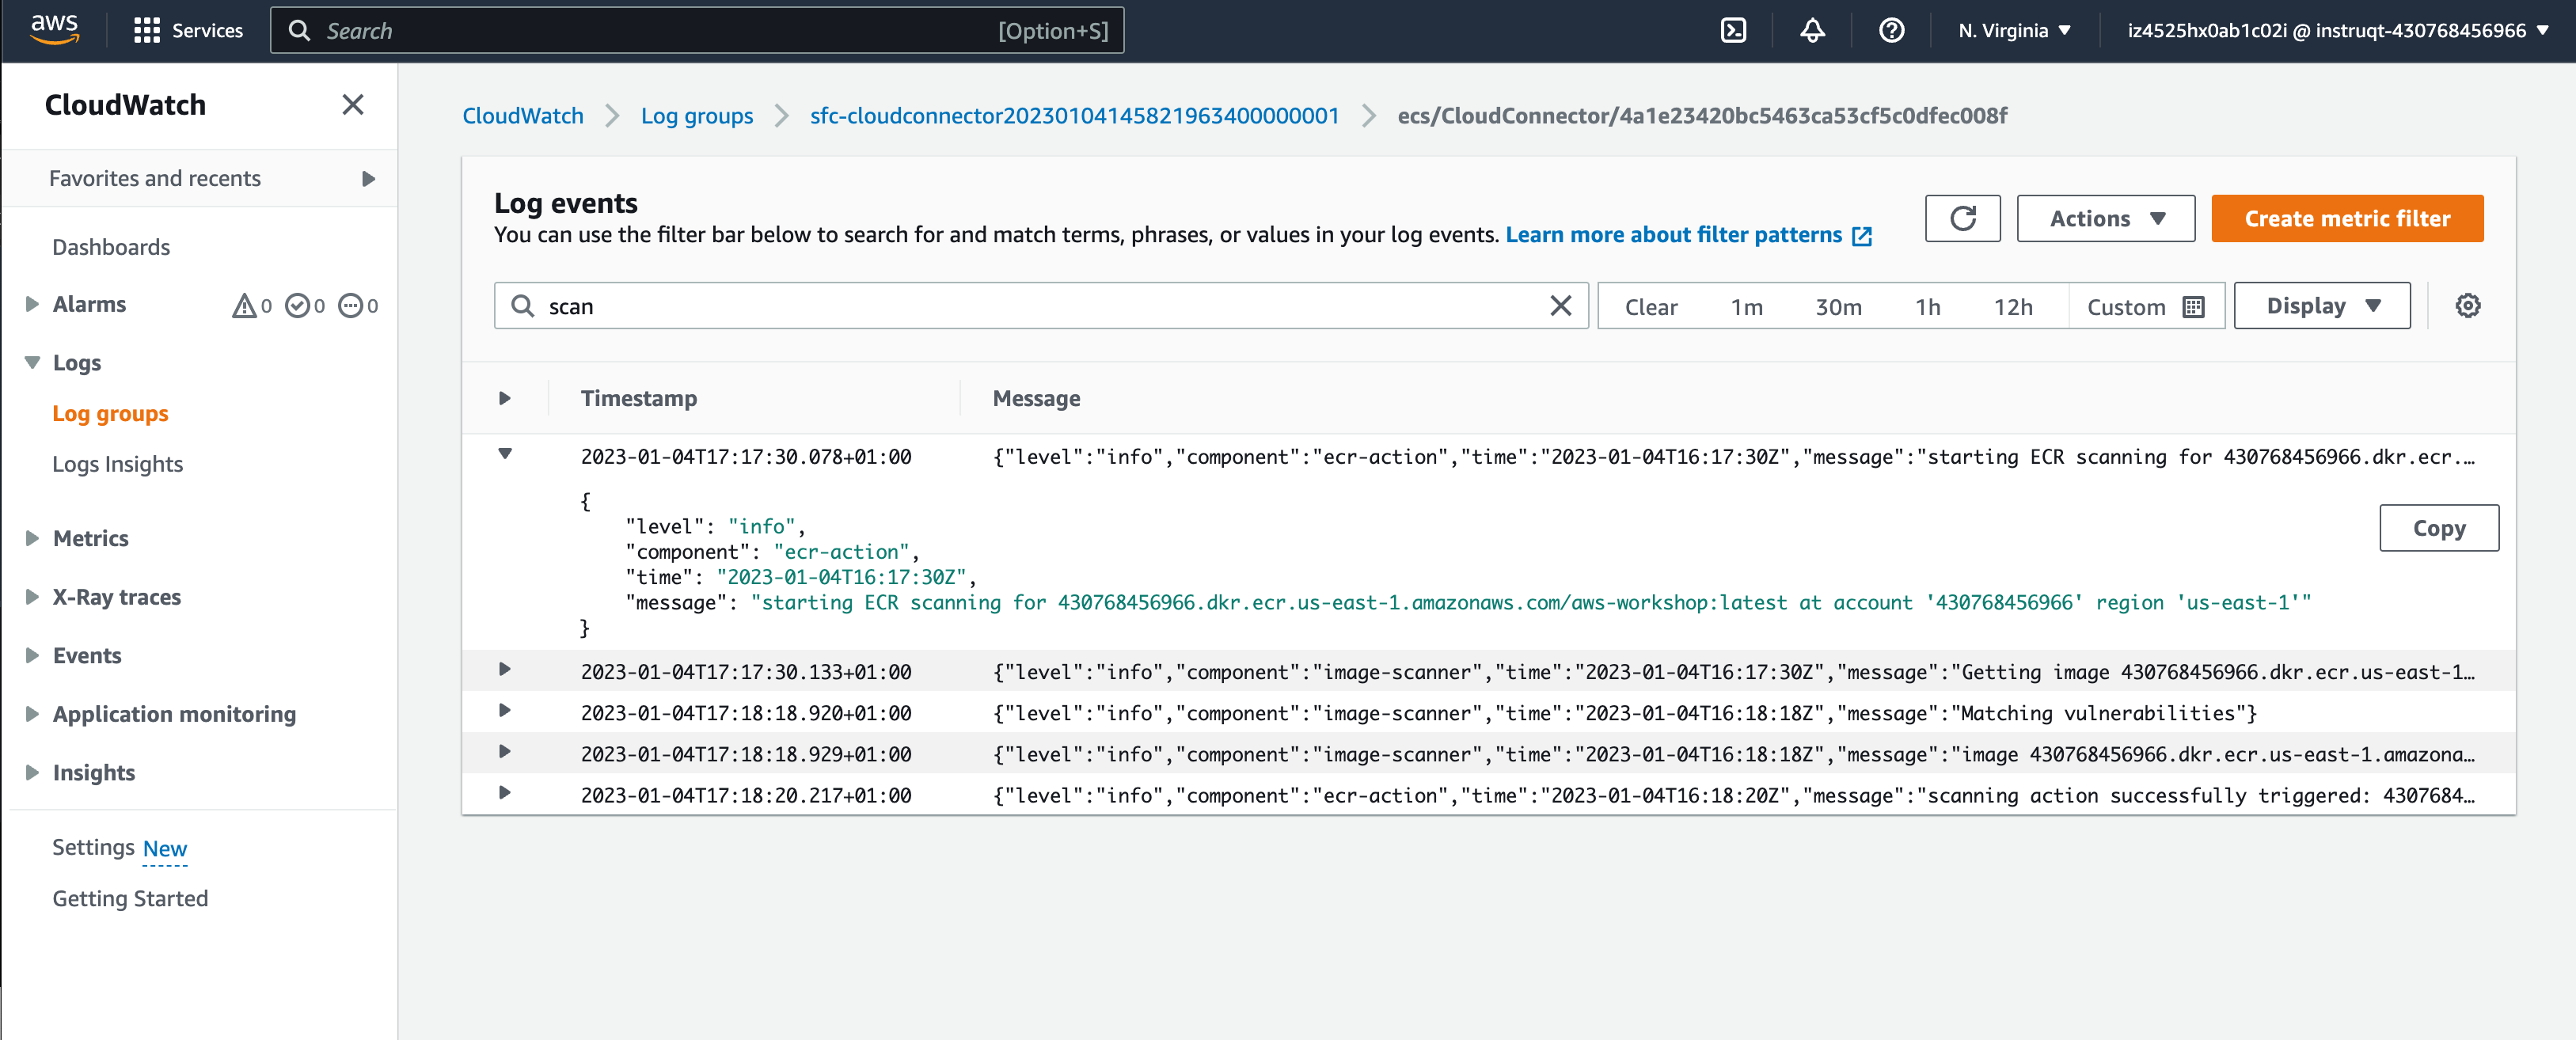 aws Services Search [Option+S] N. Virginia iz4525hx0ab1c02i @ instruqt-430768456966
CloudWatch
Favorites and recents
Dashboards
Alarms 0 0 0
Logs
Log groups
Logs Insights
Metrics
X-Ray traces
Events
Application monitoring
Insights
Settings New
Getting Started
CloudWatch Log groups sfc-cloudconnector20230104145821963400000001 ecs/CloudConnector/4a1e23420bc5463ca53cf5c0dfec008f
Log events
You can use the filter bar below to search for and match terms, phrases, or values in your log events. Learn more about filter patterns
Actions Create metric filter
scan Clear 1m 30m 1h 12h Custom Display
Timestamp Message
2023-01-04T17:17:30.078+01:00 {"level":"info","component":"ecr-action","time":"2023-01-04T16:17:30Z","message":"starting ECR scanning for 430768456966.dkr.ecr.…
{
"level": "info",
"component": "ecr-action",
"time": "2023-01-04T16:17:30Z",
"message": "starting ECR scanning for 430768456966.dkr.ecr.us-east-1.amazonaws.com/aws-workshop:latest at account '430768456966' region 'us-east-1'"
}
Copy
2023-01-04T17:17:30.133+01:00 {"level":"info","component":"image-scanner","time":"2023-01-04T16:17:30Z","message":"Getting image 430768456966.dkr.ecr.us-east-1…
2023-01-04T17:18:18.920+01:00 {"level":"info","component":"image-scanner","time":"2023-01-04T16:18:18Z","message":"Matching vulnerabilities"}
2023-01-04T17:18:18.929+01:00 {"level":"info","component":"image-scanner","time":"2023-01-04T16:18:18Z","message":"image 430768456966.dkr.ecr.us-east-1.amazona…
2023-01-04T17:18:20.217+01:00 {"level":"info","component":"ecr-action","time":"2023-01-04T16:18:20Z","message":"scanning action successfully triggered: 4307684…